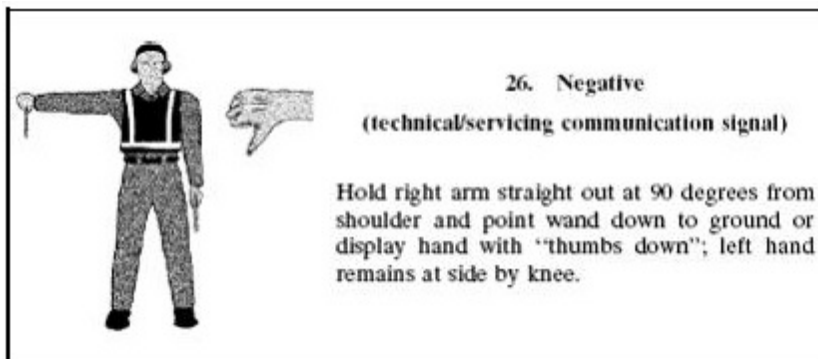 26. Negative
(technical/servicing communication signal)
Hold right arm straight out at 90 degrees from
shoulder and point wand down to ground or
display hand with “thumbs down”; left hand
remains at side by knee.